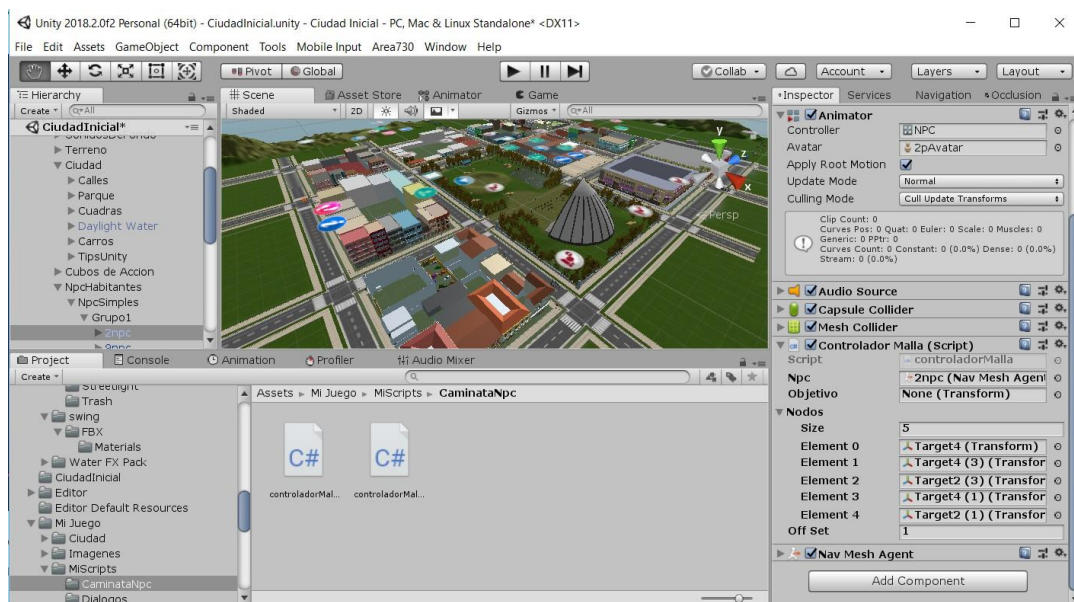 Unity 2018.2.0f2 Personal (64bit) - CiudadInicial.unity - Ciudad Inicial - PC, Mac & Linux Standalone* <DX11>
File Edit Assets GameObject Component Tools Mobile Input Area730 Window Help
Pivot Global Collab Account Layers Layout
Hierarchy
Create All
CiudadInicial*
Terreno
Ciudad
Calles
Parque
Cuadras
Daylight Water
Carros
TipsUnity
Cubos de Accion
NpcHabitantes
NpcSimples
Grupo1
2npc
9npc
Scene Asset Store Animator Game
Shaded 2D Gizmos All
y
z
x
Persp
Inspector Services Navigation Occlusion
Animator
Controller NPC
Avatar 2pAvatar
Apply Root Motion
Update Mode Normal
Culling Mode Cull Update Transforms
Clip Count: 0
Curves Pos: 0 Quat: 0 Euler: 0 Scale: 0 Muscles: 0
Generic: 0 PPtr: 0
Curves Count: 0 Constant: 0 (0.0%) Dense: 0 (0.0%)
Stream: 0 (0.0%)
Audio Source
Capsule Collider
Mesh Collider
Controlador Malla (Script)
Script controladorMalla
Npc 2npc (Nav Mesh Agent
Objetivo None (Transform)
Nodos
Size 5
Element 0 Target4 (Transform)
Element 1 Target4 (3) (Transfor
Element 2 Target2 (3) (Transfor
Element 3 Target4 (1) (Transfor
Element 4 Target2 (1) (Transfor
Off Set 1
Nav Mesh Agent
Add Component
Project Console Animation Profiler Audio Mixer
Create
Streetlight
Trash
swing
FBX
Materials
Water FX Pack
CiudadInicial
Editor
Editor Default Resources
Mi Juego
Ciudad
Imagenes
MiScripts
CaminataNpc
Dialogos
Assets Mi Juego MiScripts CaminataNpc
C# C#
controladorMal... controladorMal...